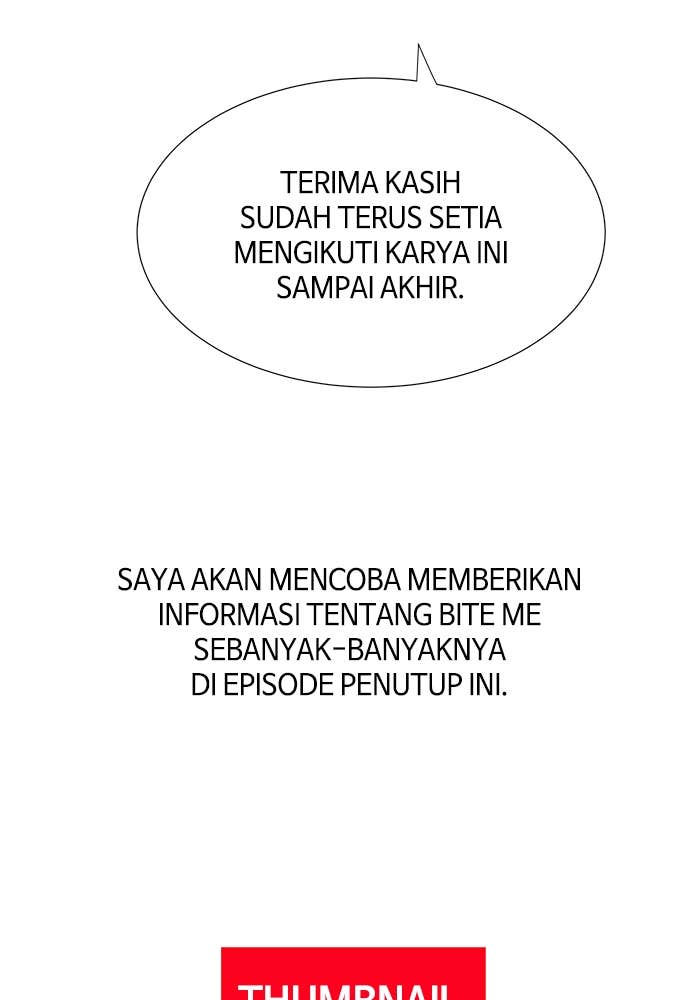 TERIMA KASIH
SUDAH TERUS SETIA
MENGIKUTI KARYA INI
SAMPAI AKHIR.
SAYA AKAN MENCOBA MEMBERIKAN
INFORMASI TENTANG BITE ME
SEBANYAK-BANYAKNYA
DI EPISODE PENUTUP INI.
THUMBNAIL